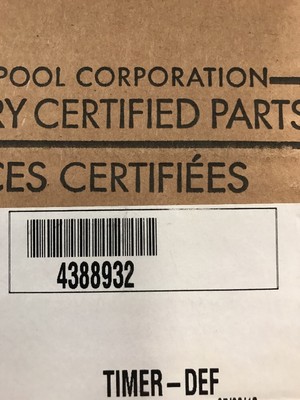 POOL CORPORATION
RY CERTIFIED PARTS
CES CERTIFIÉES
4388932
TIMER-DEF